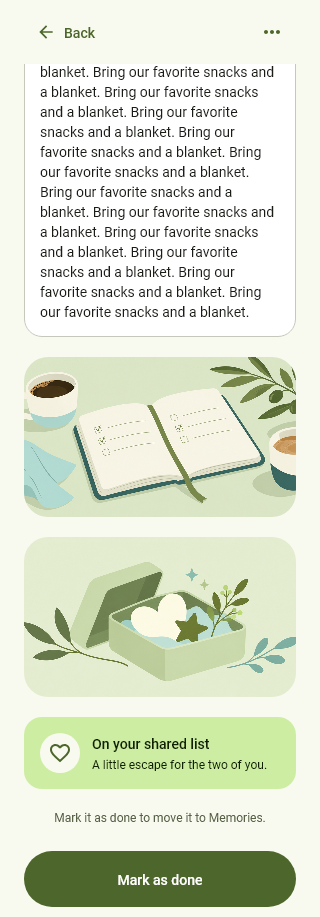 Back
blanket. Bring our favorite snacks and
a blanket. Bring our favorite snacks
and a blanket. Bring our favorite
snacks and a blanket. Bring our
favorite snacks and a blanket. Bring
our favorite snacks and a blanket.
Bring our favorite snacks and a
blanket. Bring our favorite snacks and
a blanket. Bring our favorite snacks
and a blanket. Bring our favorite
snacks and a blanket. Bring our
favorite snacks and a blanket. Bring
our favorite snacks and a blanket.
On your shared list
A little escape for the two of you.
Mark it as done to move it to Memories.
Mark as done